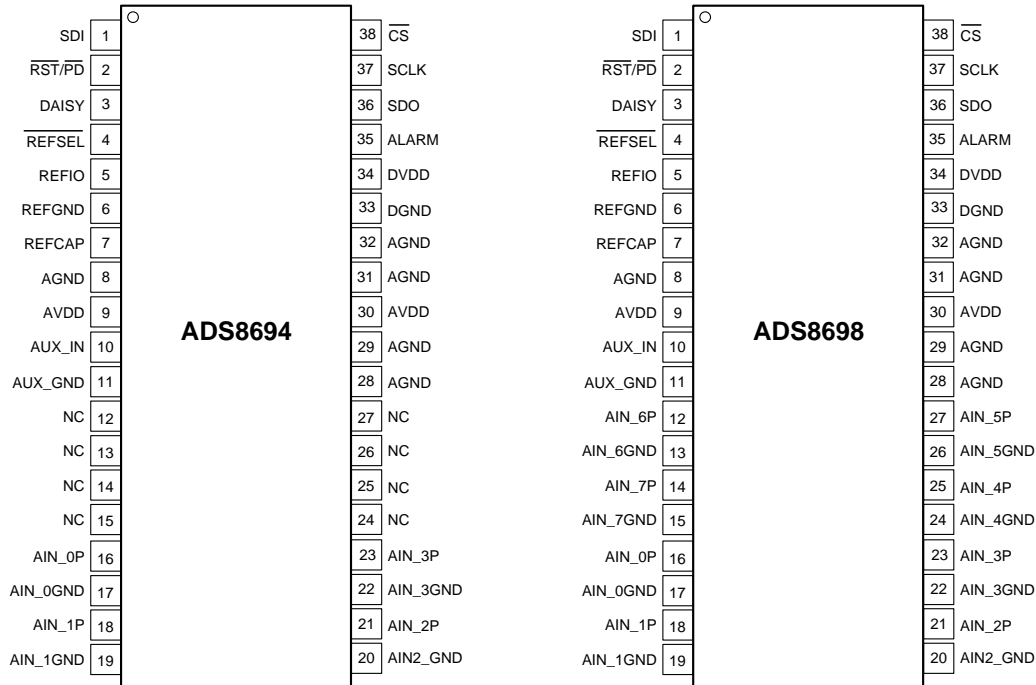 SDI 1 38 CS SDI 1 38 CS
RST/PD 2 37 SCLK RST/PD 2 37 SCLK
DAISY 3 36 SDO DAISY 3 36 SDO
REFSEL 4 35 ALARM REFSEL 4 35 ALARM
REFIO 5 34 DVDD REFIO 5 34 DVDD
REFGND 6 33 DGND REFGND 6 33 DGND
REFCAP 7 32 AGND REFCAP 7 32 AGND
AGND 8 31 AGND AGND 8 31 AGND
AVDD 9 30 AVDD AVDD 9 30 AVDD
ADS8694 ADS8698
AUX_IN 10 29 AGND AUX_IN 10 29 AGND
AUX_GND 11 28 AGND AUX_GND 11 28 AGND
NC 12 27 NC AIN_6P 12 27 AIN_5P
NC 13 26 NC AIN_6GND 13 26 AIN_5GND
NC 14 25 NC AIN_7P 14 25 AIN_4P
NC 15 24 NC AIN_7GND 15 24 AIN_4GND
AIN_0P 16 23 AIN_3P AIN_0P 16 23 AIN_3P
AIN_0GND 17 22 AIN_3GND AIN_0GND 17 22 AIN_3GND
AIN_1P 18 21 AIN_2P AIN_1P 18 21 AIN_2P
AIN_1GND 19 20 AIN2_GND AIN_1GND 19 20 AIN2_GND